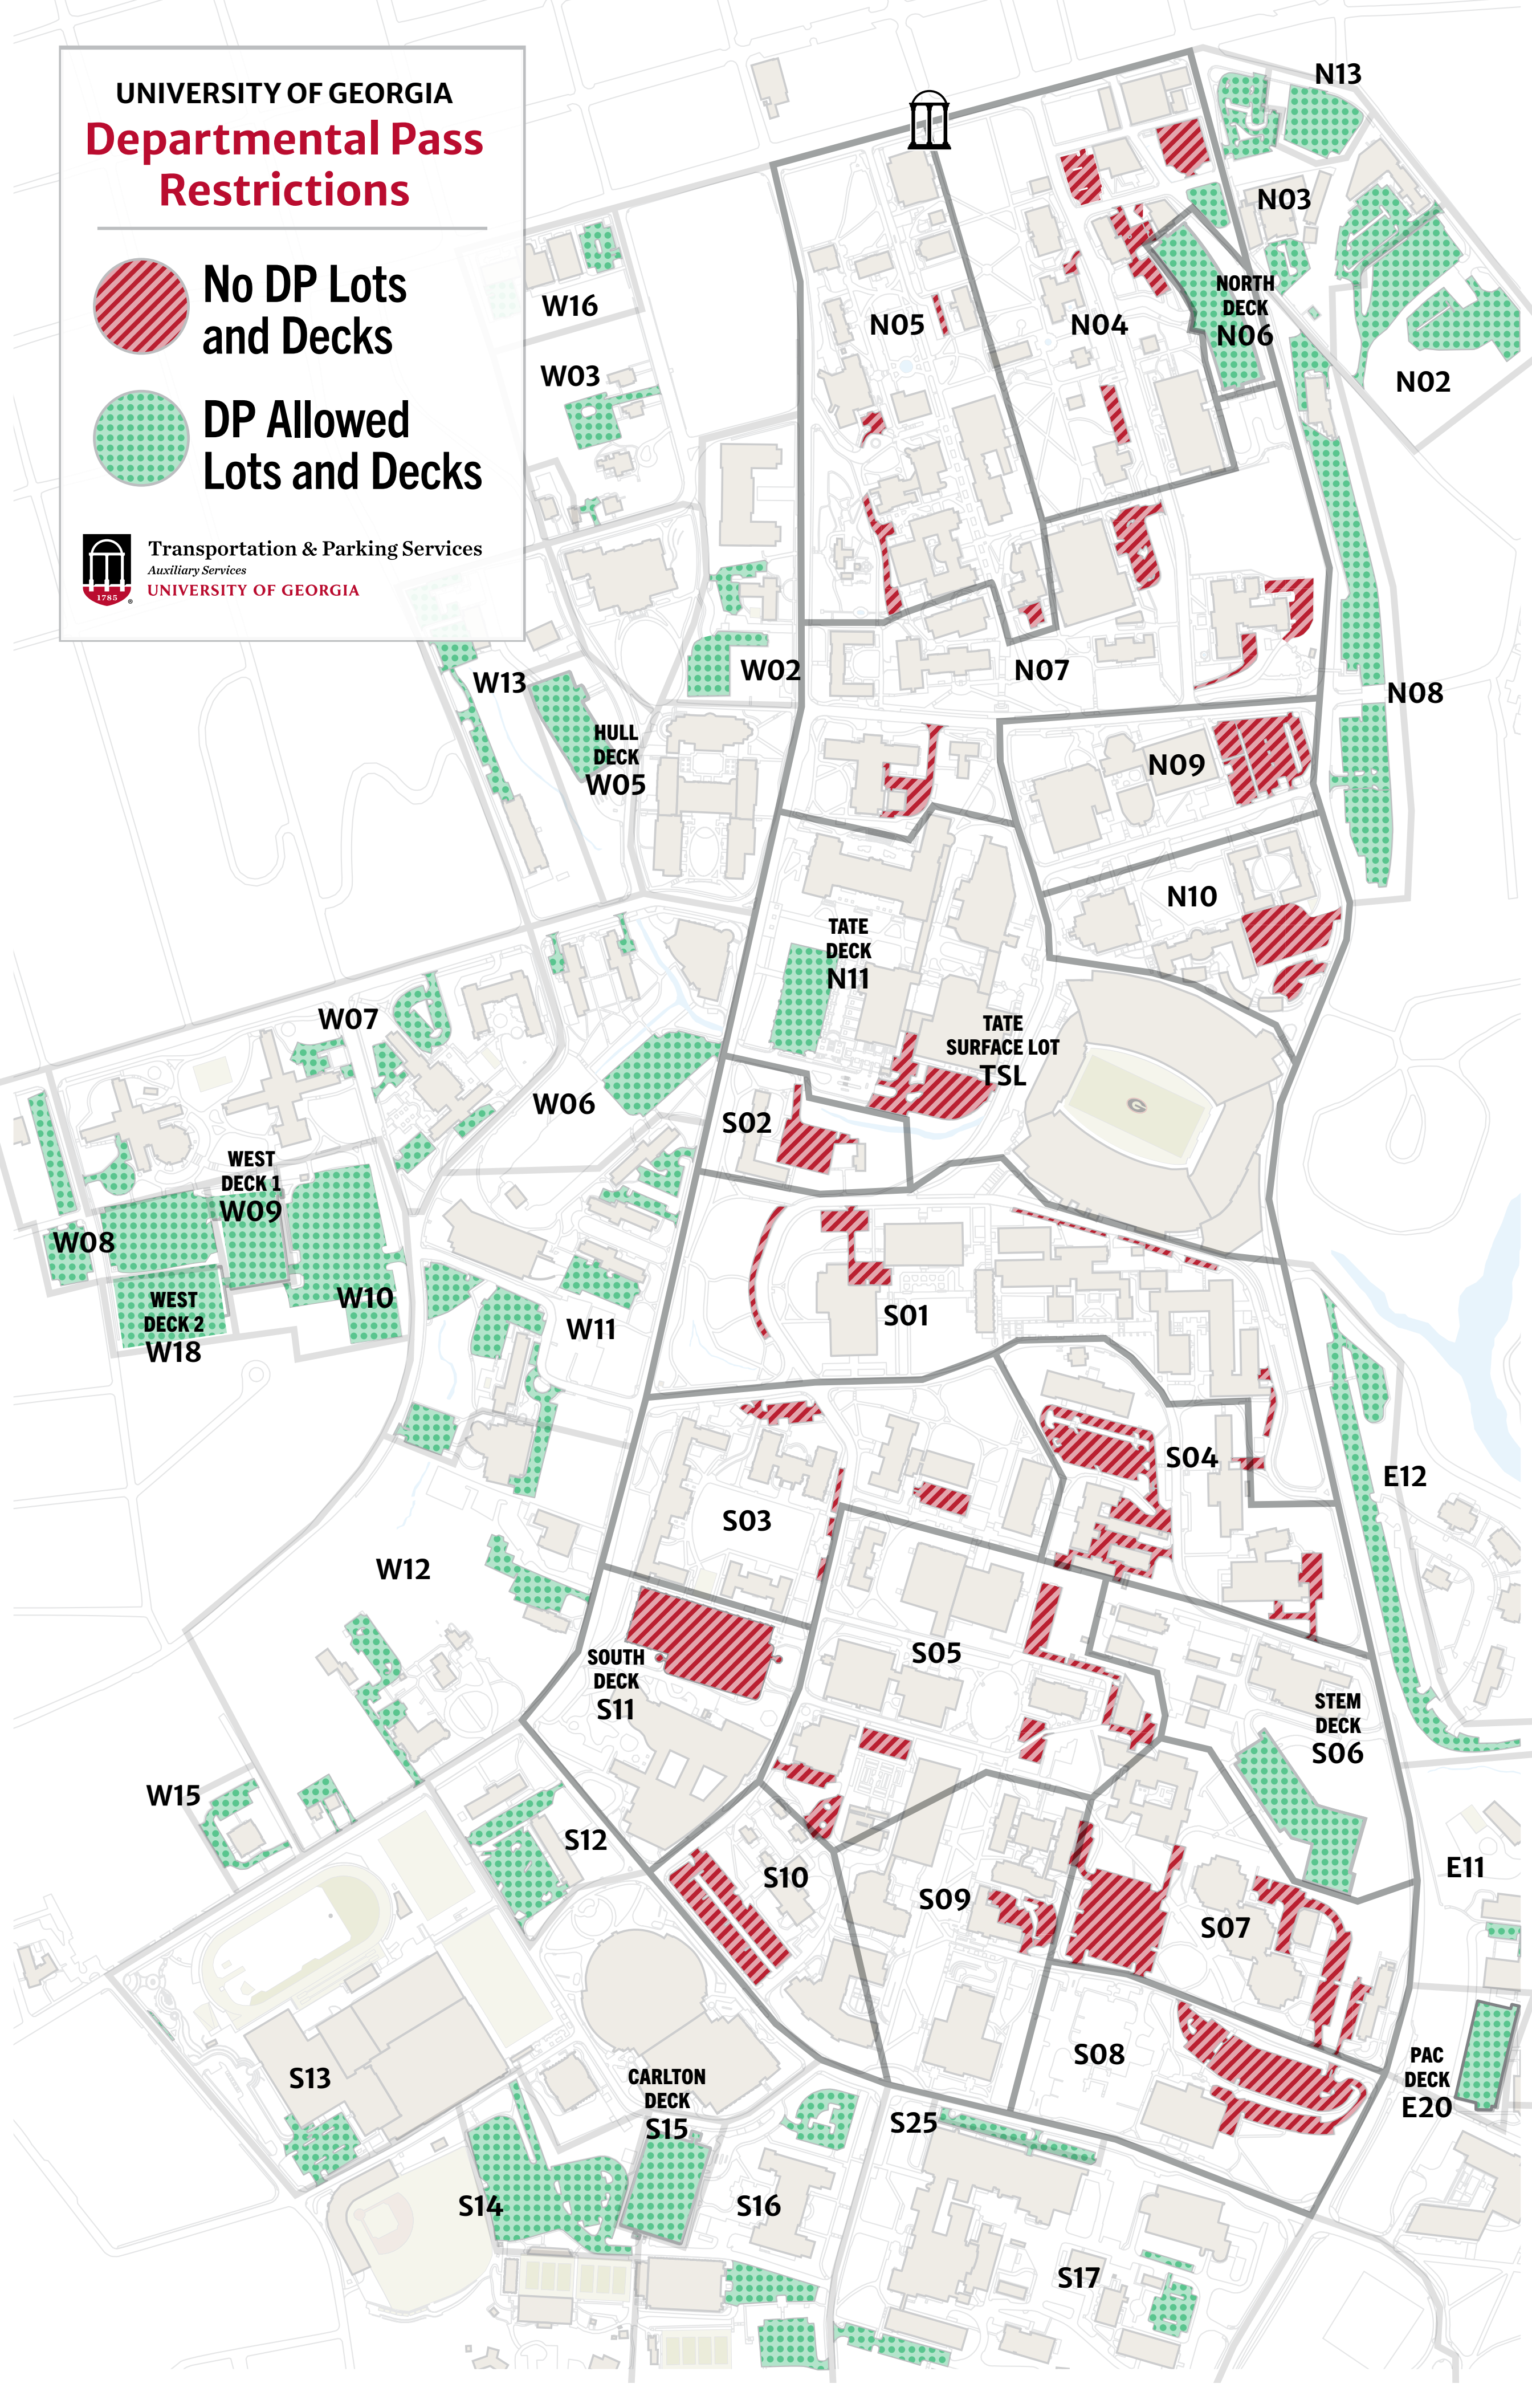 UNIVERSITY OF GEORGIA
Departmental Pass
Restrictions
No DP Lots
and Decks
DP Allowed
Lots and Decks
1785
Transportation & Parking Services
Auxiliary Services
UNIVERSITY OF GEORGIA
N13
N03
NORTH
DECK
N06
N02
N05
N04
W16
W03
W02
N07
N08
W13
HULL
DECK
W05
N09
N10
TATE
DECK
N11
TATE
SURFACE LOT
TSL
G
W07
W06
S02
WEST
DECK 1
W09
W08
WEST
DECK 2
W18
W10
W11
S01
S04
E12
S03
W12
S05
SOUTH
DECK
S11
STEM
DECK
S06
W15
S12
S10
S09
S07
E11
S13
S08
PAC
DECK
E20
CARLTON
DECK
S15
S25
S14
S16
S17